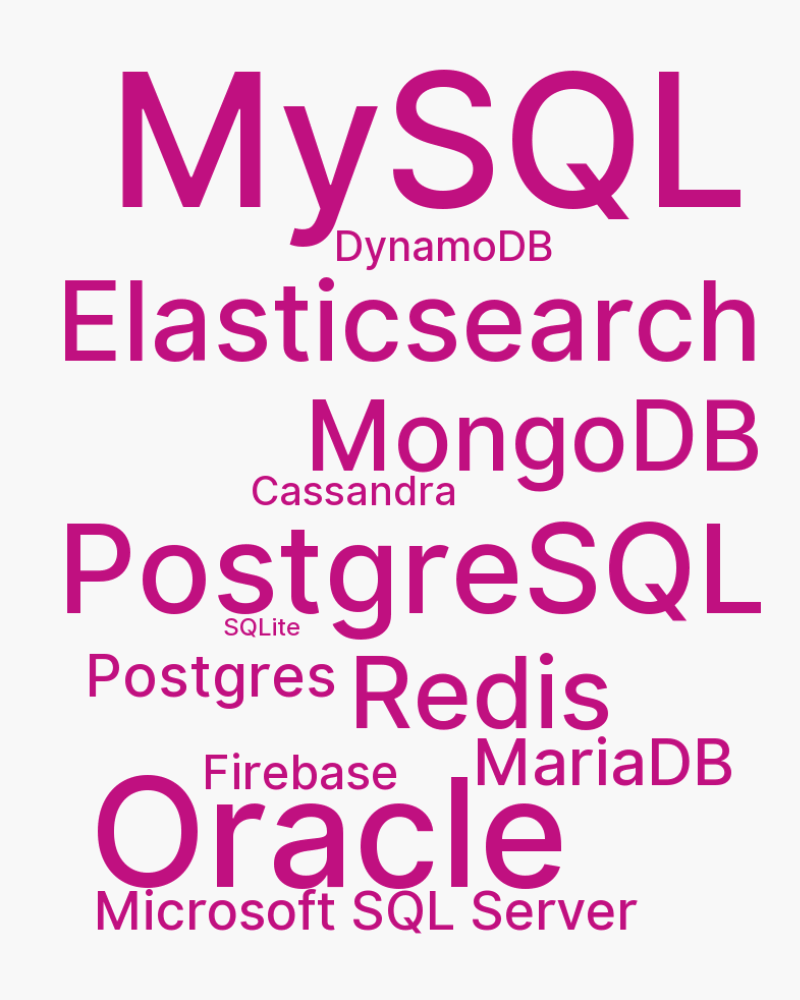 MySQL
DynamoDB
Elasticsearch
MongoDB
Cassandra
PostgreSQL
SQLite
Postgres
Redis
MariaDB
Firebase
Oracle
Microsoft SQL Server